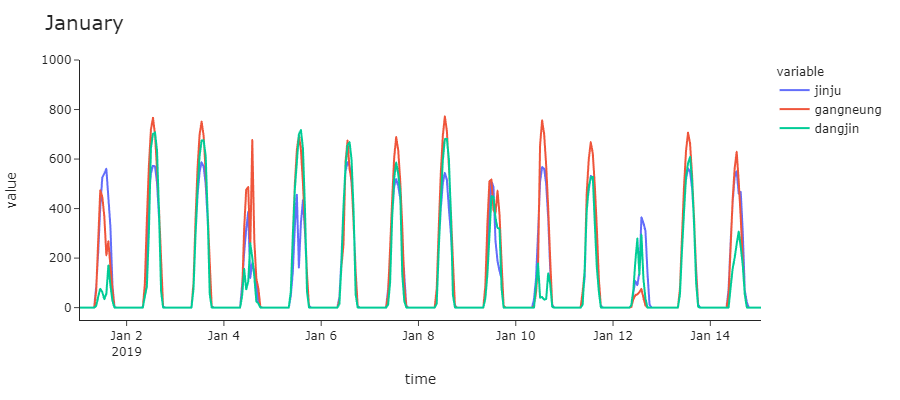 January
1000
800
600
400
200
0
value
Jan 2
2019
Jan 4
Jan 6
Jan 8
Jan 10
Jan 12
Jan 14
time
variable
jinju
gangneung
dangjin